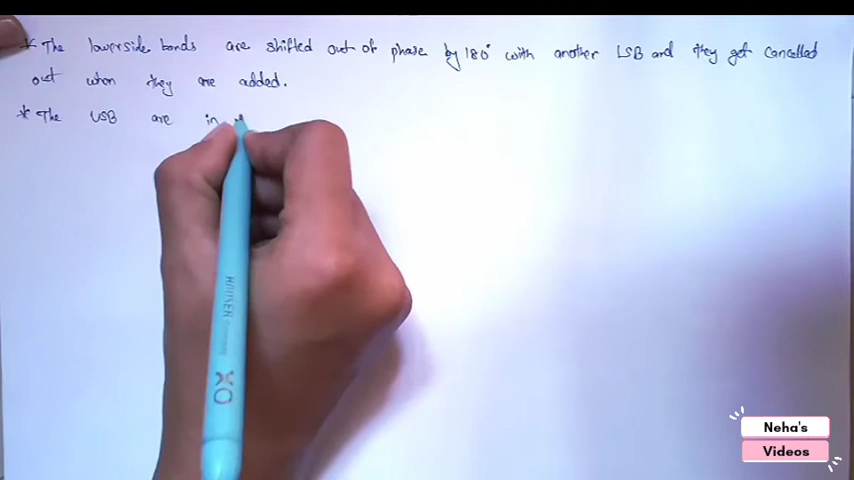 * The lowerside bands are shifted out of phase by 180° with another LSB and they get cancelled
out when they are added.
* The USB are in
HAUSER
XO
Neha's
Videos